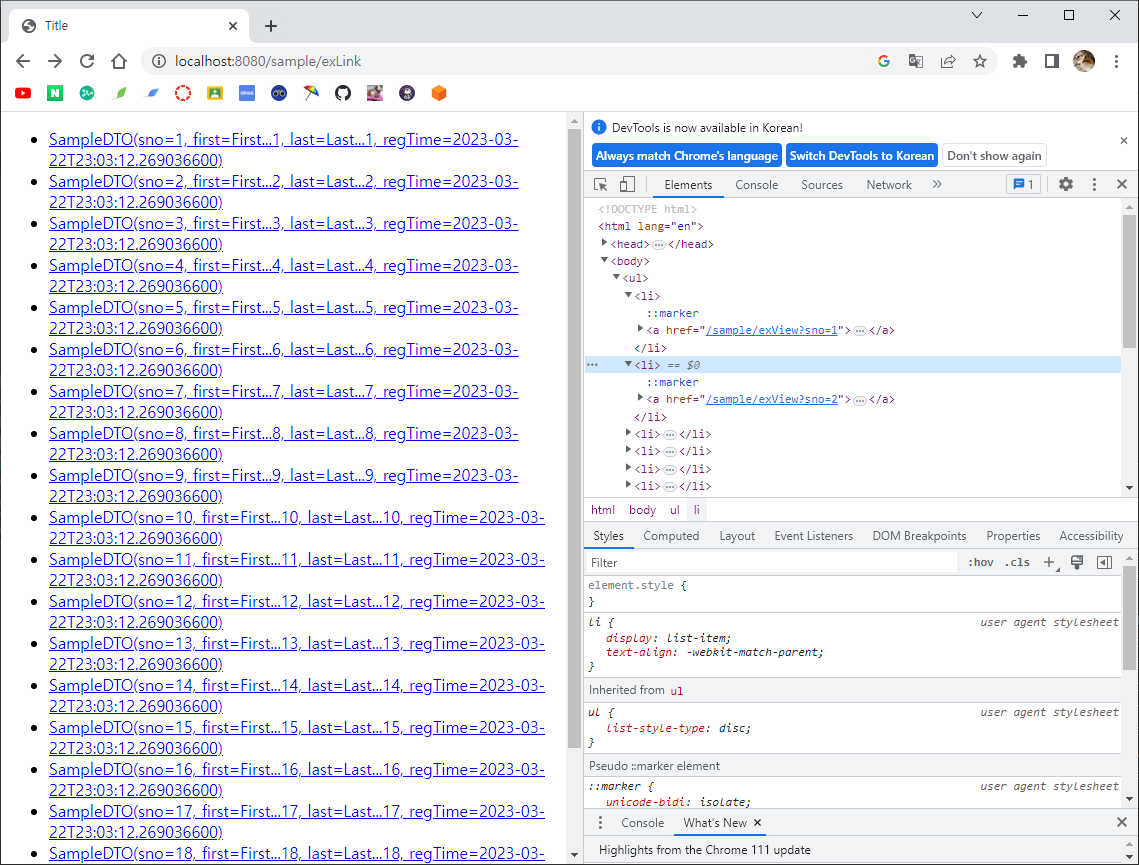 Title
localhost:8080/sample/exLink
SampleDTO(sno=1, first=First...1, last=Last...1, regTime=2023-03-
22T23:03:12.269036600)
SampleDTO(sno=2, first=First...2, last=Last...2, regTime=2023-03-
22T23:03:12.269036600)
SampleDTO(sno=3, first=First...3, last=Last...3, regTime=2023-03-
22T23:03:12.269036600)
SampleDTO(sno=4, first=First...4, last=Last...4, regTime=2023-03-
22T23:03:12.269036600)
SampleDTO(sno=5, first=First...5, last=Last...5, regTime=2023-03-
22T23:03:12.269036600)
SampleDTO(sno=6, first=First...6, last=Last...6, regTime=2023-03-
22T23:03:12.269036600)
SampleDTO(sno=7, first=First...7, last=Last...7, regTime=2023-03-
22T23:03:12.269036600)
SampleDTO(sno=8, first=First...8, last=Last...8, regTime=2023-03-
22T23:03:12.269036600)
SampleDTO(sno=9, first=First...9, last=Last...9, regTime=2023-03-
22T23:03:12.269036600)
SampleDTO(sno=10, first=First...10, last=Last...10, regTime=2023-03-
22T23:03:12.269036600)
SampleDTO(sno=11, first=First...11, last=Last...11, regTime=2023-03-
22T23:03:12.269036600)
SampleDTO(sno=12, first=First...12, last=Last...12, regTime=2023-03-
22T23:03:12.269036600)
SampleDTO(sno=13, first=First...13, last=Last...13, regTime=2023-03-
22T23:03:12.269036600)
SampleDTO(sno=14, first=First...14, last=Last...14, regTime=2023-03-
22T23:03:12.269036600)
SampleDTO(sno=15, first=First...15, last=Last...15, regTime=2023-03-
22T23:03:12.269036600)
SampleDTO(sno=16, first=First...16, last=Last...16, regTime=2023-03-
22T23:03:12.269036600)
SampleDTO(sno=17, first=First...17, last=Last...17, regTime=2023-03-
22T23:03:12.269036600)
SampleDTO(sno=18, first=First...18, last=Last...18, regTime=2023-03-
DevTools is now available in Korean!
Always match Chrome's language Switch DevTools to Korean Don't show again
Elements Console Sources Network » 1
<!DOCTYPE html>
<html lang="en">
<head>…</head>
<body>
<ul>
<li>
::marker
<a href="/sample/exView?sno=1">…</a>
</li>
<li> == $0
::marker
<a href="/sample/exView?sno=2">…</a>
</li>
<li>…</li>
<li>…</li>
<li>…</li>
<li>…</li>
html body ul li
Styles Computed Layout Event Listeners DOM Breakpoints Properties Accessibility
Filter :hov .cls +
element.style {
}
li { user agent stylesheet
display: list-item;
text-align: -webkit-match-parent;
}
Inherited from ul
ul { user agent stylesheet
list-style-type: disc;
}
Pseudo ::marker element
::marker { user agent stylesheet
unicode-bidi: isolate;
Console What's New
Highlights from the Chrome 111 update